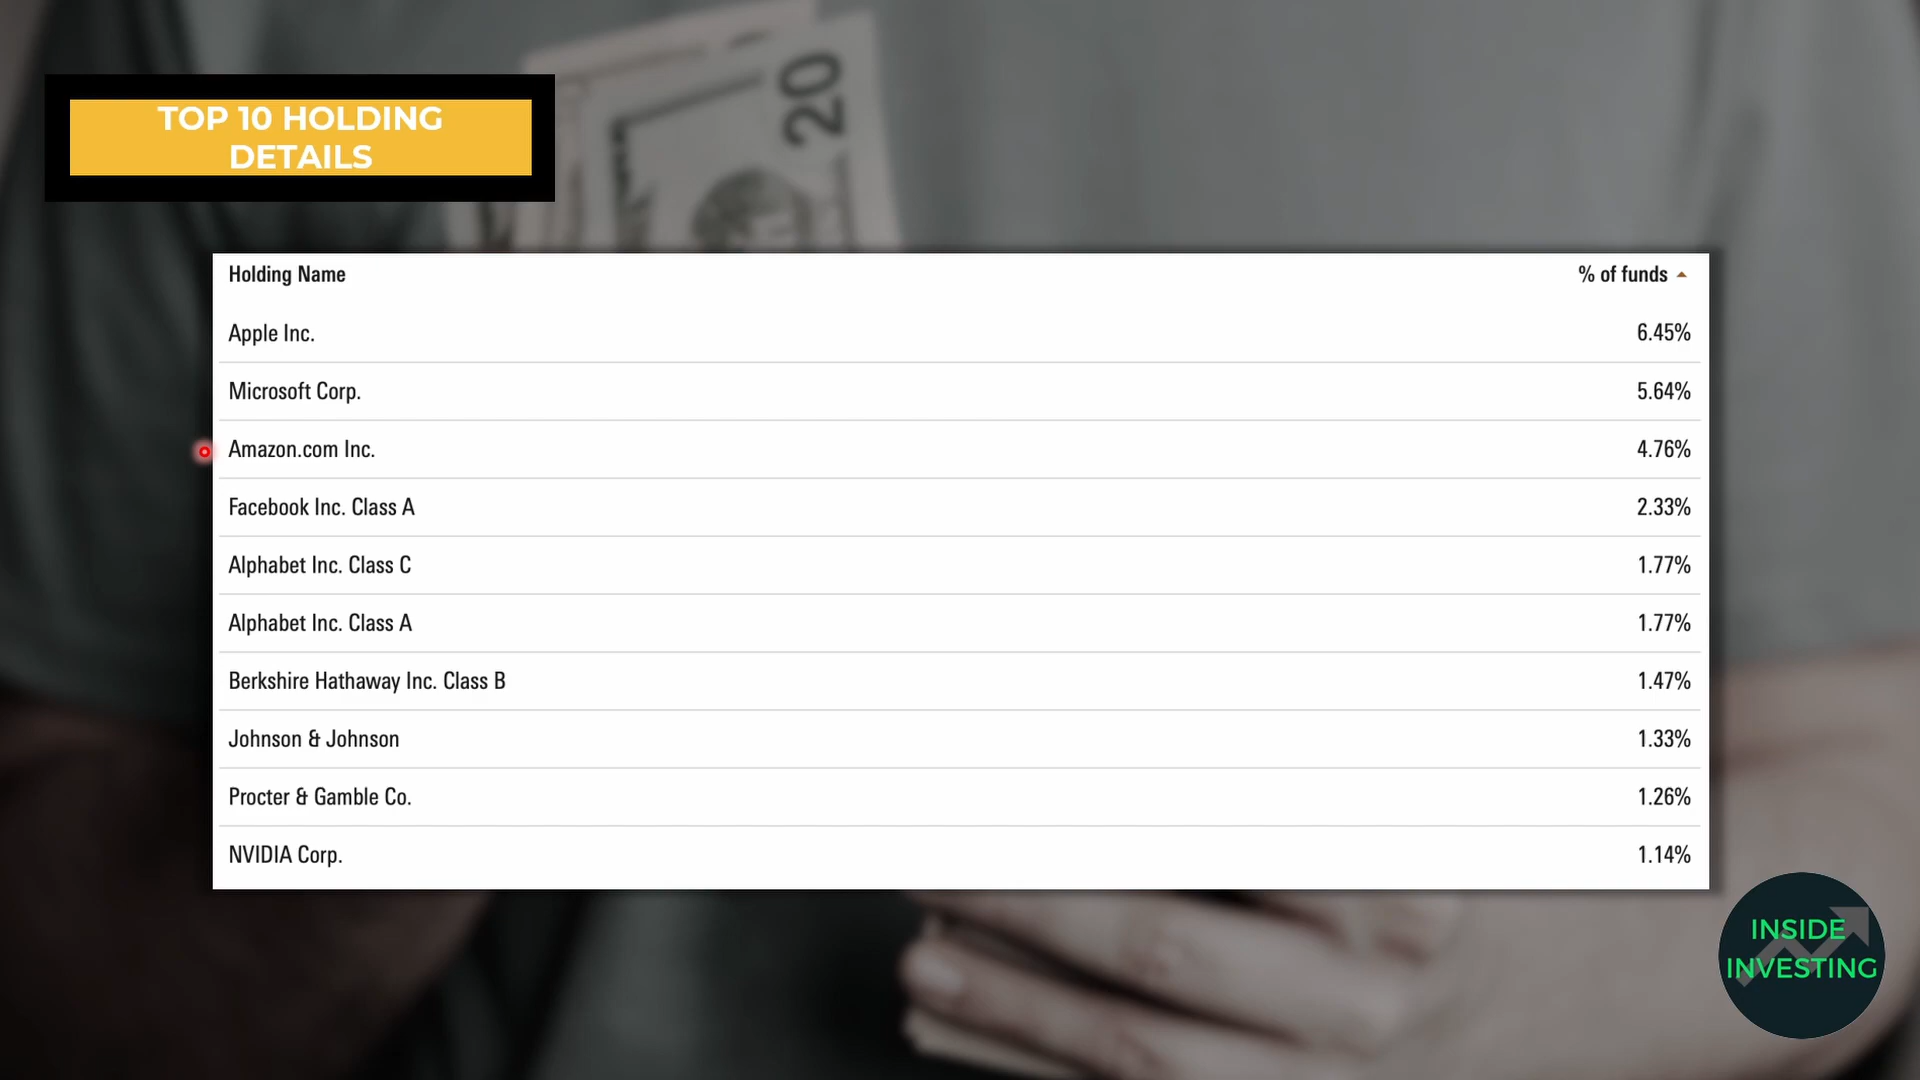 20
TOP 10 HOLDING
DETAILS
Holding Name % of funds
Apple Inc. 6.45%
Microsoft Corp. 5.64%
Amazon.com Inc. 4.76%
Facebook Inc. Class A 2.33%
Alphabet Inc. Class C 1.77%
Alphabet Inc. Class A 1.77%
Berkshire Hathaway Inc. Class B 1.47%
Johnson & Johnson 1.33%
Procter & Gamble Co. 1.26%
NVIDIA Corp. 1.14%
INSIDE
INVESTING